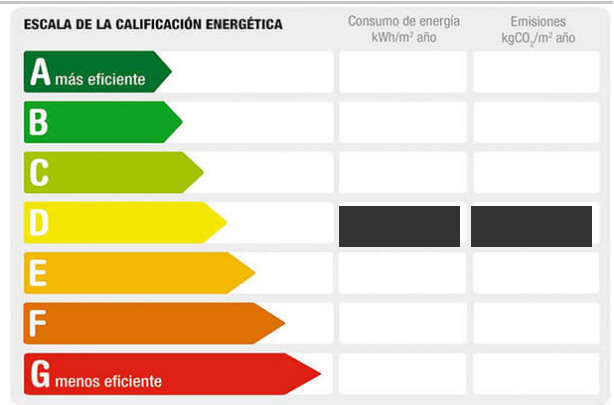 ESCALA DE LA CALIFICACIÓN ENERGÉTICA
Consumo de energía
kWh/m² año
Emisiones
kgCO₂/m² año
A más eficiente
B
C
D
E
F
G menos eficiente